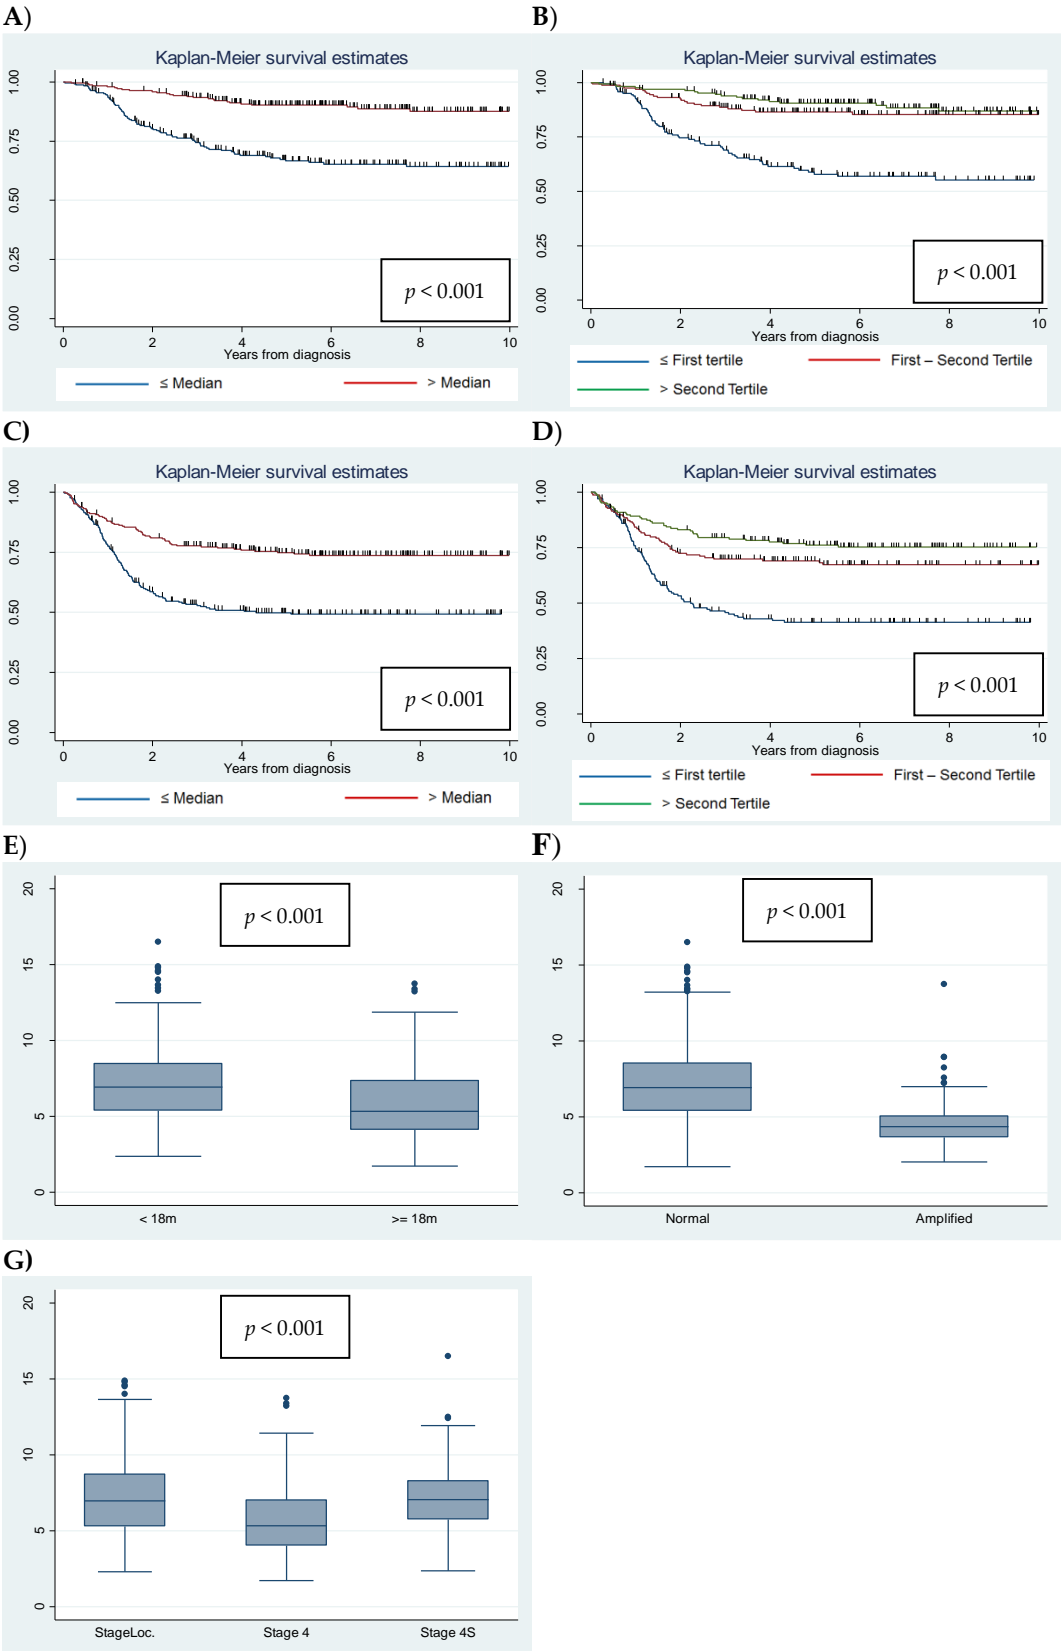 A)
Kaplan-Meier survival estimates
1.00
0.75
0.50
0.25
0.00
p < 0.001
0 2 4 6 8 10
Years from diagnosis
≤ Median > Median
B)
Kaplan-Meier survival estimates
1.00
0.75
0.50
0.25
0.00
p < 0.001
0 2 4 6 8 10
Years from diagnosis
≤ First tertile First – Second Tertile
> Second Tertile
C)
Kaplan-Meier survival estimates
1.00
0.75
0.50
0.25
0.00
p < 0.001
0 2 4 6 8 10
Years from diagnosis
≤ Median > Median
D)
Kaplan-Meier survival estimates
1.00
0.75
0.50
0.25
0.00
p < 0.001
0 2 4 6 8 10
Years from diagnosis
≤ First tertile First – Second Tertile
> Second Tertile
E)
20
p < 0.001
15
10
5
0
< 18m >= 18m
F)
20
p < 0.001
15
10
5
0
Normal Amplified
G)
20
p < 0.001
15
10
5
0
StageLoc. Stage 4 Stage 4S